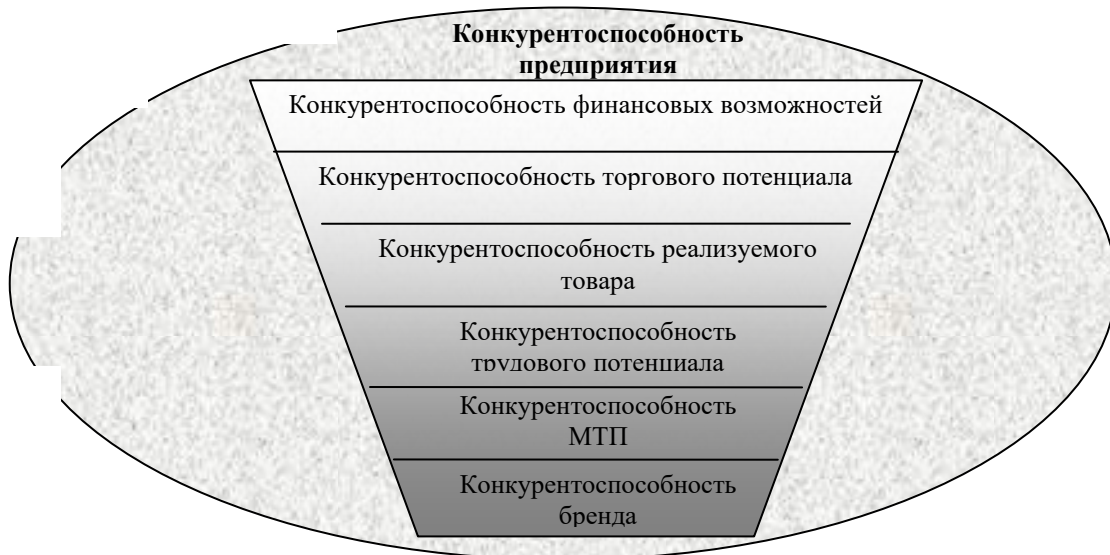 Конкурентоспособность
предприятия
Конкурентоспособность финансовых возможностей
Конкурентоспособность торгового потенциала
Конкурентоспособность реализуемого
товара
Конкурентоспособность
трудового потенциала
Конкурентоспособность
МТП
Конкурентоспособность
бренда